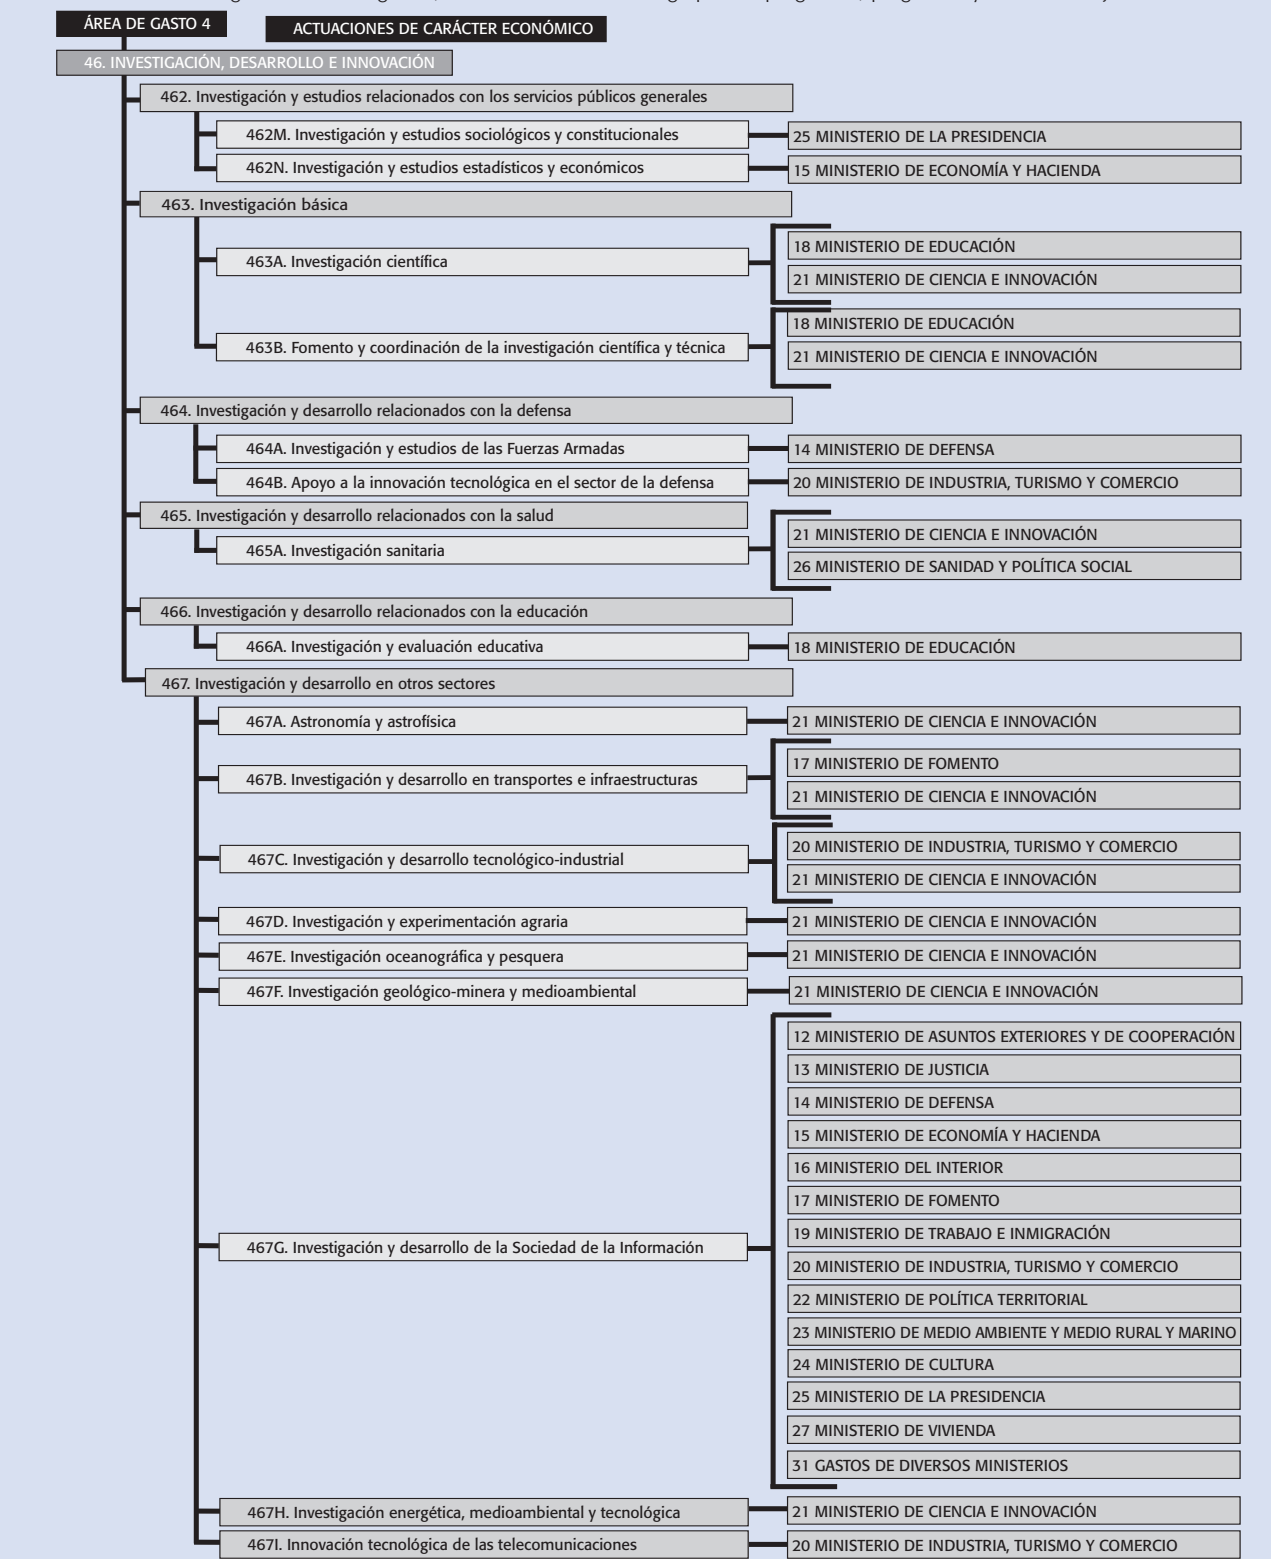 ÁREA DE GASTO 4
ACTUACIONES DE CARÁCTER ECONÓMICO
46. INVESTIGACIÓN, DESARROLLO E INNOVACIÓN
462. Investigación y estudios relacionados con los servicios públicos generales
462M. Investigación y estudios sociológicos y constitucionales
25 MINISTERIO DE LA PRESIDENCIA
462N. Investigación y estudios estadísticos y económicos
15 MINISTERIO DE ECONOMÍA Y HACIENDA
463. Investigación básica
463A. Investigación científica
18 MINISTERIO DE EDUCACIÓN
21 MINISTERIO DE CIENCIA E INNOVACIÓN
463B. Fomento y coordinación de la investigación científica y técnica
18 MINISTERIO DE EDUCACIÓN
21 MINISTERIO DE CIENCIA E INNOVACIÓN
464. Investigación y desarrollo relacionados con la defensa
464A. Investigación y estudios de las Fuerzas Armadas
14 MINISTERIO DE DEFENSA
464B. Apoyo a la innovación tecnológica en el sector de la defensa
20 MINISTERIO DE INDUSTRIA, TURISMO Y COMERCIO
465. Investigación y desarrollo relacionados con la salud
465A. Investigación sanitaria
21 MINISTERIO DE CIENCIA E INNOVACIÓN
26 MINISTERIO DE SANIDAD Y POLÍTICA SOCIAL
466. Investigación y desarrollo relacionados con la educación
466A. Investigación y evaluación educativa
18 MINISTERIO DE EDUCACIÓN
467. Investigación y desarrollo en otros sectores
467A. Astronomía y astrofísica
21 MINISTERIO DE CIENCIA E INNOVACIÓN
467B. Investigación y desarrollo en transportes e infraestructuras
17 MINISTERIO DE FOMENTO
21 MINISTERIO DE CIENCIA E INNOVACIÓN
467C. Investigación y desarrollo tecnológico-industrial
20 MINISTERIO DE INDUSTRIA, TURISMO Y COMERCIO
21 MINISTERIO DE CIENCIA E INNOVACIÓN
467D. Investigación y experimentación agraria
21 MINISTERIO DE CIENCIA E INNOVACIÓN
467E. Investigación oceanográfica y pesquera
21 MINISTERIO DE CIENCIA E INNOVACIÓN
467F. Investigación geológico-minera y medioambiental
21 MINISTERIO DE CIENCIA E INNOVACIÓN
467G. Investigación y desarrollo de la Sociedad de la Información
12 MINISTERIO DE ASUNTOS EXTERIORES Y DE COOPERACIÓN
13 MINISTERIO DE JUSTICIA
14 MINISTERIO DE DEFENSA
15 MINISTERIO DE ECONOMÍA Y HACIENDA
16 MINISTERIO DEL INTERIOR
17 MINISTERIO DE FOMENTO
19 MINISTERIO DE TRABAJO E INMIGRACIÓN
20 MINISTERIO DE INDUSTRIA, TURISMO Y COMERCIO
22 MINISTERIO DE POLÍTICA TERRITORIAL
23 MINISTERIO DE MEDIO AMBIENTE Y MEDIO RURAL Y MARINO
24 MINISTERIO DE CULTURA
25 MINISTERIO DE LA PRESIDENCIA
27 MINISTERIO DE VIVIENDA
31 GASTOS DE DIVERSOS MINISTERIOS
467H. Investigación energética, medioambiental y tecnológica
21 MINISTERIO DE CIENCIA E INNOVACIÓN
467I. Innovación tecnológica de las telecomunicaciones
20 MINISTERIO DE INDUSTRIA, TURISMO Y COMERCIO